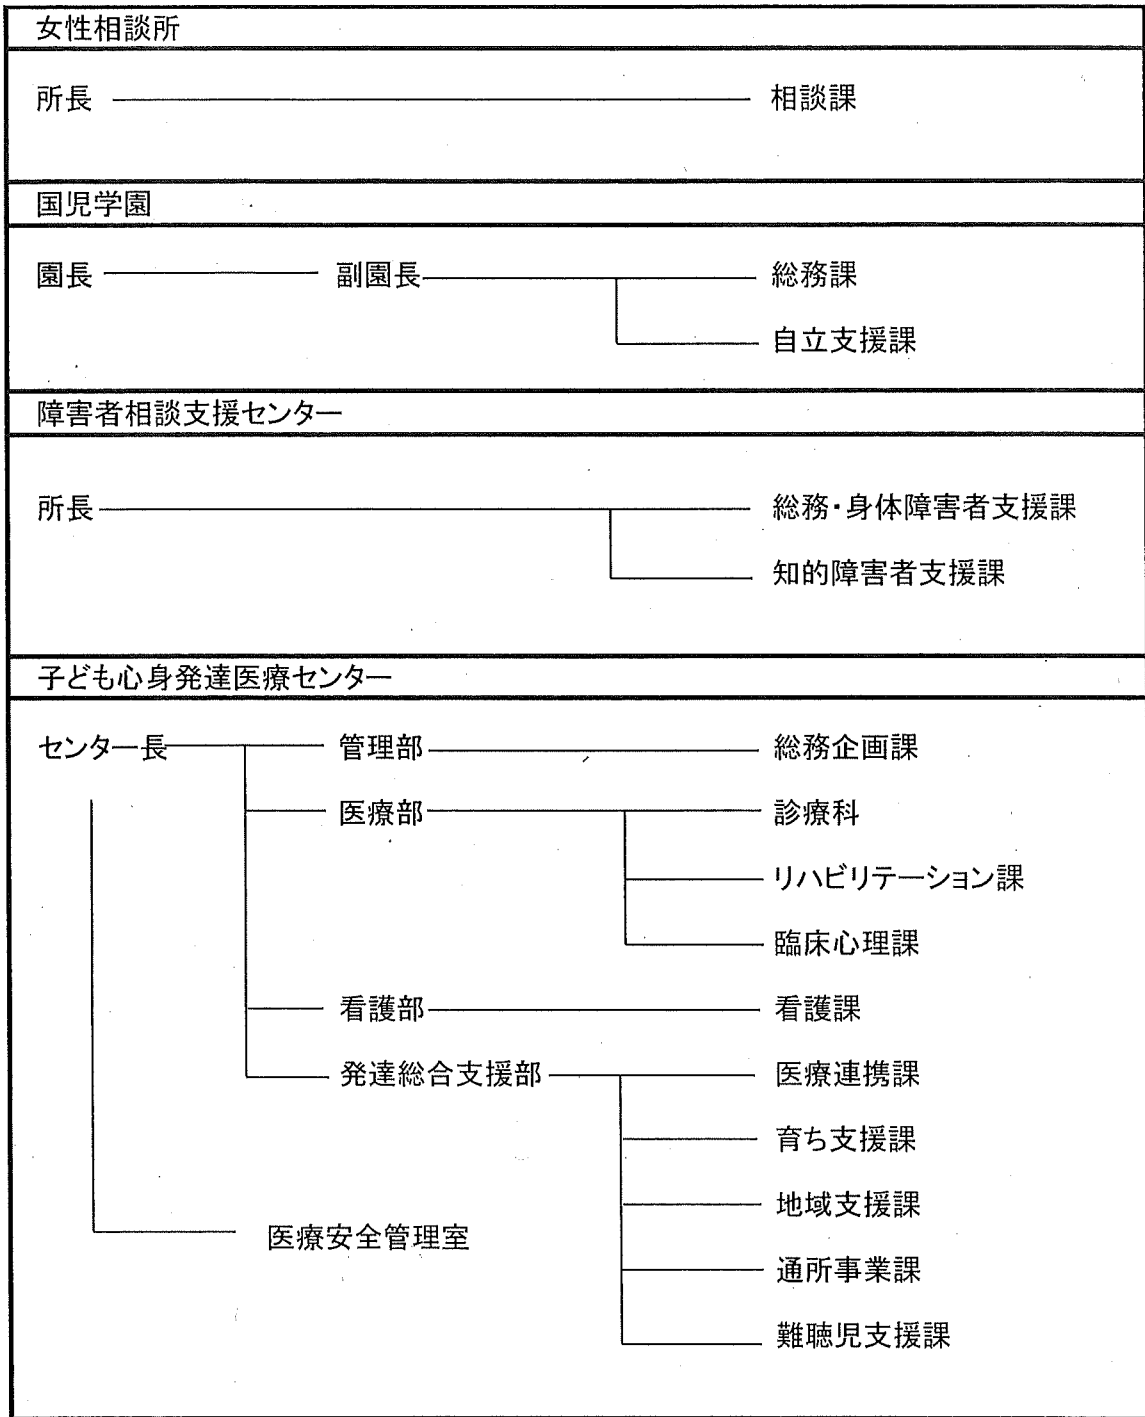 女性相談所
所長 相談課
国児学園
園長 副園長 総務課
自立支援課
障害者相談支援センター
所長 総務・身体障害者支援課
知的障害者支援課
子ども心身発達医療センター
センター長 管理部 総務企画課
医療部 診療科
リハビリテーション課
臨床心理課
看護部 看護課
発達総合支援部 医療連携課
育ち支援課
地域支援課
医療安全管理室
通所事業課
難聴児支援課